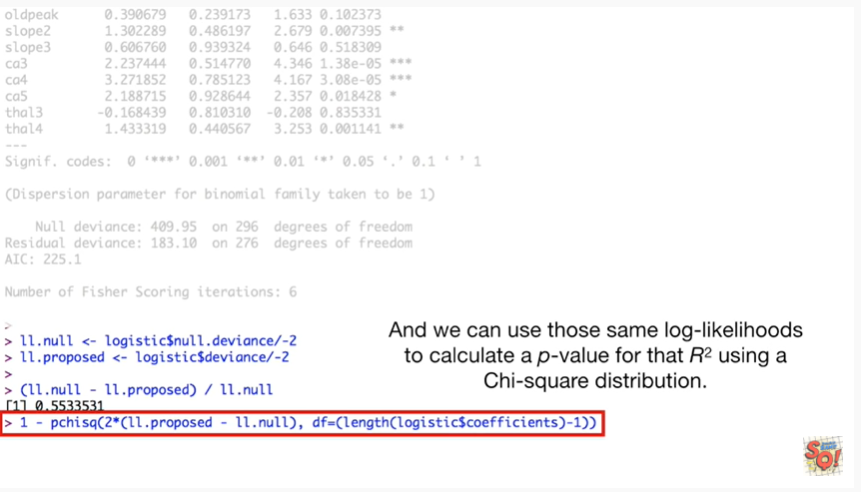 oldpeak 0.390679 0.239173 1.633 0.102373
slope2 1.302289 0.486197 2.679 0.007395 **
slope3 0.606760 0.939324 0.646 0.518309
ca3 2.237444 0.514770 4.346 1.38e-05 ***
ca4 3.271852 0.785123 4.167 3.08e-05 ***
ca5 2.188715 0.928644 2.357 0.018428 *
thal3 -0.168439 0.810310 -0.208 0.835331
thal4 1.433319 0.440567 3.253 0.001141 **
---
Signif. codes: 0 ‘***’ 0.001 ‘**’ 0.01 ‘*’ 0.05 ‘.’ 0.1 ‘ ’ 1
(Dispersion parameter for binomial family taken to be 1)
Null deviance: 409.95 on 296 degrees of freedom
Residual deviance: 183.10 on 276 degrees of freedom
AIC: 225.1
Number of Fisher Scoring iterations: 6
>
> ll.null <- logistic$null.deviance/-2
> ll.proposed <- logistic$deviance/-2
>
> (ll.null - ll.proposed) / ll.null
[1] 0.5533531
> 1 - pchisq(2*(ll.proposed - ll.null), df=(length(logistic$coefficients)-1))
And we can use those same log-likelihoods
to calculate a p-value for that R² using a
Chi-square distribution.
SQ!